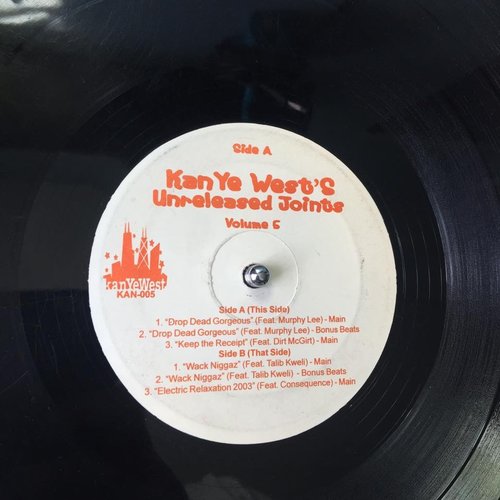 Side A
KanYe West'S
Unreleased Joints
Volume 5
kanYeWest
KAN-005
Side A (This Side)
1. "Drop Dead Gorgeous" (Feat. Murphy Lee) - Main
2. "Drop Dead Gorgeous" (Feat. Murphy Lee) - Bonus Beats
3. "Keep the Receipt" (Feat. Dirt McGirt) - Main
Side B (That Side)
1. "Wack Niggaz" (Feat. Talib Kweli) - Main
2. "Wack Niggaz" (Feat. Talib Kweli) - Bonus Beats
3. "Electric Relaxation 2003" (Feat. Consequence) - Main